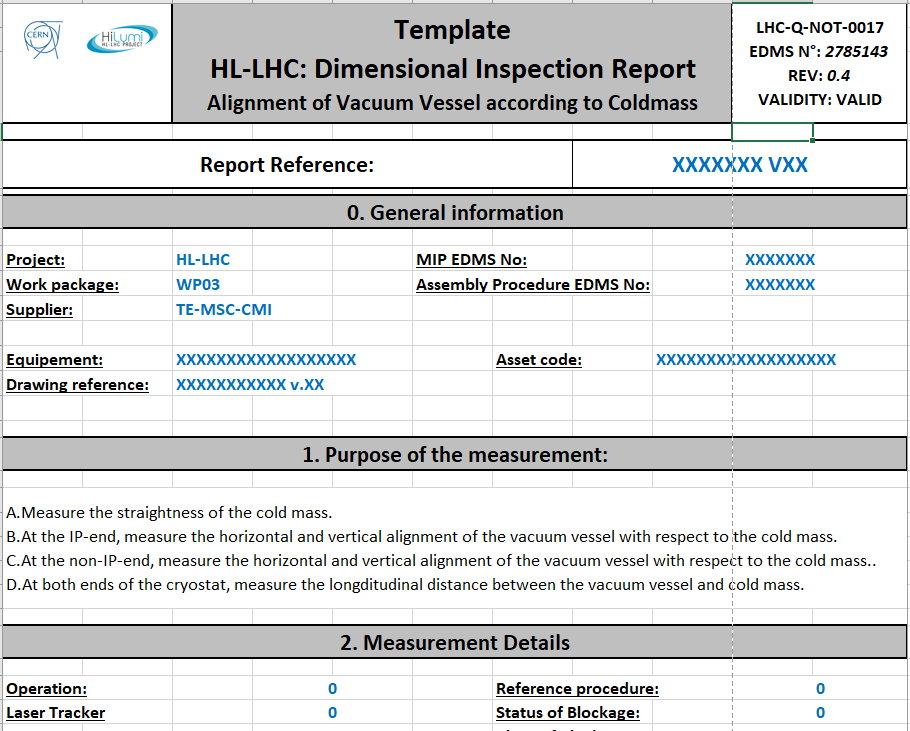 CERN
HiLumi
HL-LHC PROJECT
Template
HL-LHC: Dimensional Inspection Report
Alignment of Vacuum Vessel according to Coldmass
LHC-Q-NOT-0017
EDMS N°: 2785143
REV: 0.4
VALIDITY: VALID
Report Reference: XXXXXXX VXX
0. General information
Project: HL-LHC MIP EDMS No: XXXXXXX
Work package: WP03 Assembly Procedure EDMS No: XXXXXXX
Supplier: TE-MSC-CMI
Equipement: XXXXXXXXXXXXXXXXXX Asset code: XXXXXXXXXXXXXXXXXX
Drawing reference: XXXXXXXXXXX v.XX
1. Purpose of the measurement:
A.Measure the straightness of the cold mass.
B.At the IP-end, measure the horizontal and vertical alignment of the vacuum vessel with respect to the cold mass.
C.At the non-IP-end, measure the horizontal and vertical alignment of the vacuum vessel with respect to the cold mass..
D.At both ends of the cryostat, measure the longditudinal distance between the vacuum vessel and cold mass.
2. Measurement Details
Operation: 0 Reference procedure: 0
Laser Tracker 0 Status of Blockage: 0